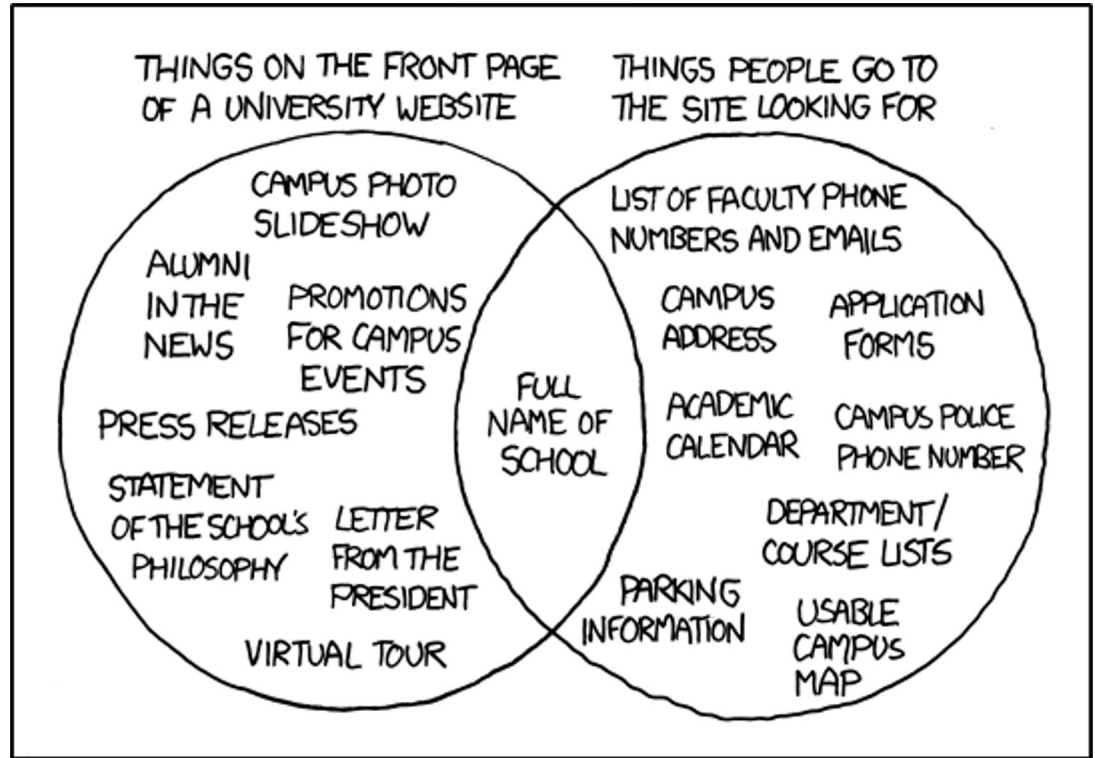 THINGS ON THE FRONT PAGE
OF A UNIVERSITY WEBSITE
THINGS PEOPLE GO TO
THE SITE LOOKING FOR
CAMPUS PHOTO
SLIDESHOW
ALUMNI
IN THE
NEWS
PROMOTIONS
FOR CAMPUS
EVENTS
PRESS RELEASES
STATEMENT
OF THE SCHOOL'S
PHILOSOPHY
LETTER
FROM THE
PRESIDENT
VIRTUAL TOUR
FULL
NAME OF
SCHOOL
LIST OF FACULTY PHONE
NUMBERS AND EMAILS
CAMPUS
ADDRESS
APPLICATION
FORMS
ACADEMIC
CALENDAR
CAMPUS POLICE
PHONE NUMBER
DEPARTMENT/
COURSE LISTS
PARKING
INFORMATION
USABLE
CAMPUS
MAP